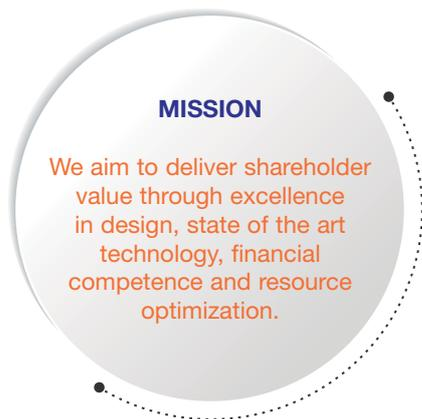 MISSION
We aim to deliver shareholder
value through excellence
in design, state of the art
technology, financial
competence and resource
optimization.